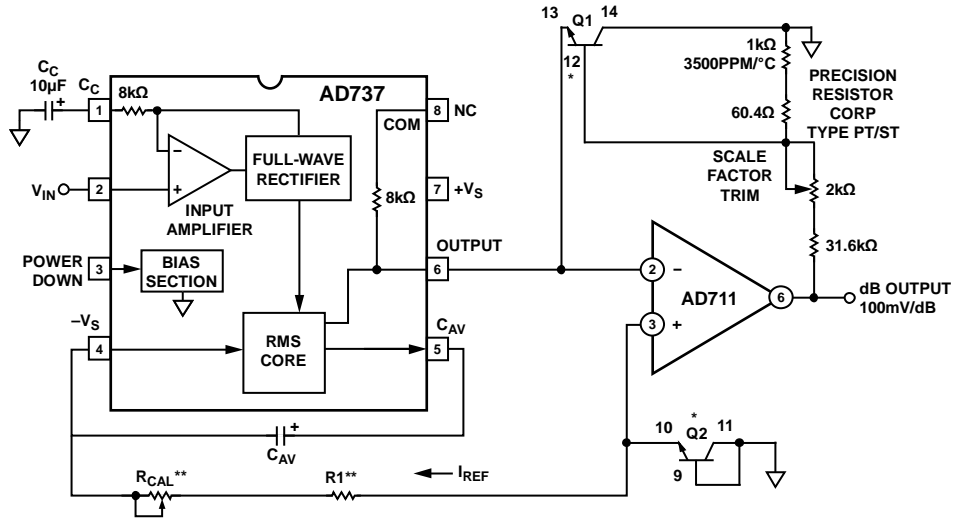 13
Q1
14
12
*
1kΩ
3500PPM/°C
60.4Ω
PRECISION
RESISTOR
CORP
TYPE PT/ST
SCALE
FACTOR
TRIM
2kΩ
31.6kΩ
CC
10µF
+
CC
1
8kΩ
AD737
8
NC
COM
FULL-WAVE
RECTIFIER
−
+
INPUT
AMPLIFIER
VIN
2
8kΩ
7
+VS
OUTPUT
6
POWER
DOWN
3
BIAS
SECTION
−VS
4
RMS
CORE
CAV
5
2
−
AD711
3
+
6
dB OUTPUT
100mV/dB
+
CAV
RCAL**
R1**
IREF
10
*
Q2
11
9